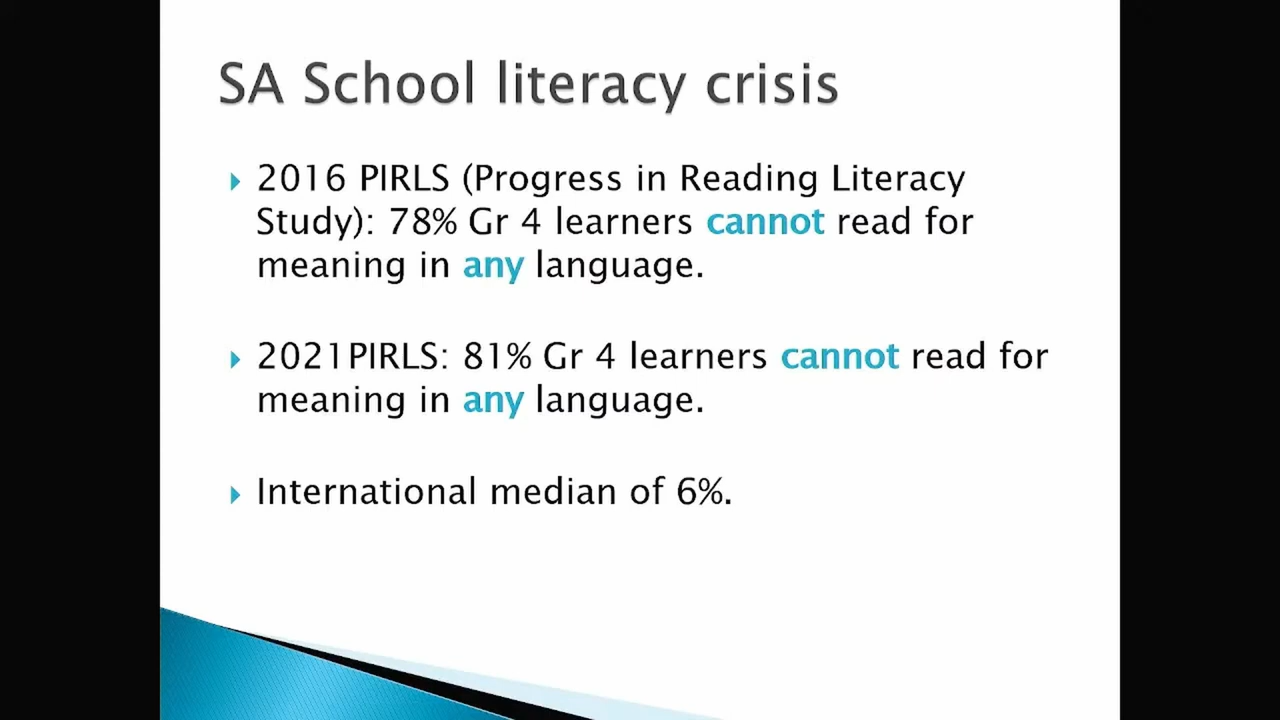 SA School literacy crisis
2016 PIRLS (Progress in Reading Literacy
Study): 78% Gr 4 learners cannot read for
meaning in any language.
2021PIRLS: 81% Gr 4 learners cannot read for
meaning in any language.
International median of 6%.